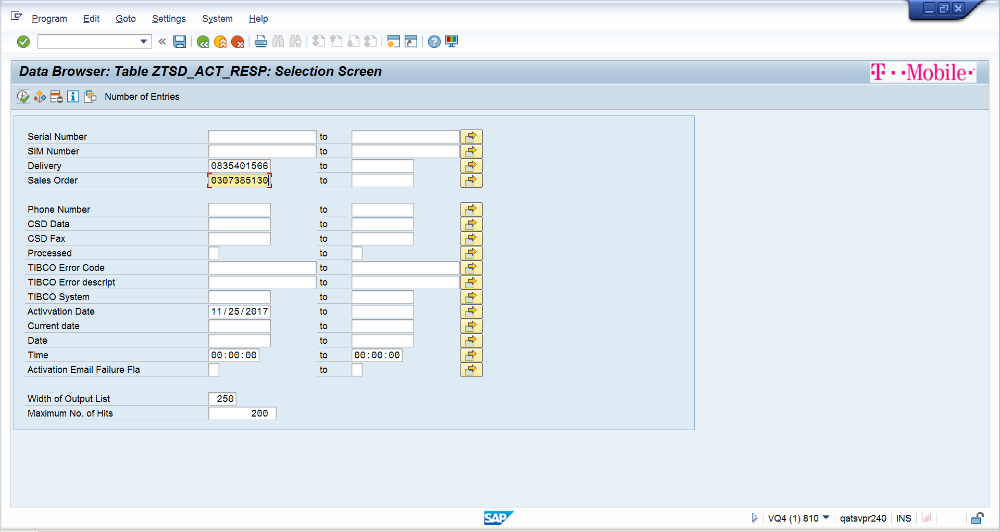 Program Edit Goto Settings System Help
Data Browser: Table ZTSD_ACT_RESP: Selection Screen
T··Mobile·
Number of Entries
Serial Number to
SIM Number to
Delivery 0835401566 to
Sales Order 0307385130 to
Phone Number to
CSD Data to
CSD Fax to
Processed to
TIBCO Error Code to
TIBCO Error descript to
TIBCO System to
Activvation Date 11/25/2017 to
Current date to
Date to
Time 00:00:00 to 00:00:00
Activation Email Failure Fla to
Width of Output List 250
Maximum No. of Hits 200
SAP VQ4 (1) 810 qatsvpr240 INS